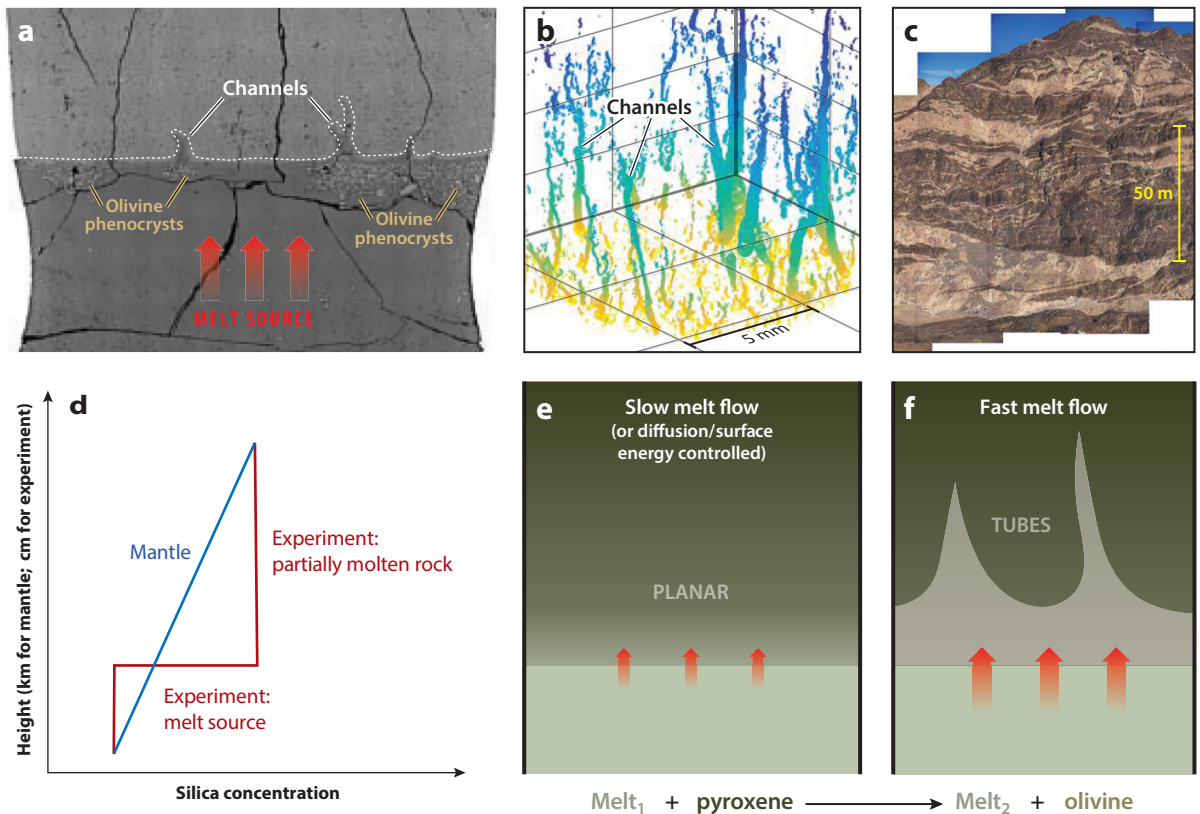 a
Channels
Olivine
phenocrysts
Olivine
phenocrysts
MELT SOURCE
b
Channels
5 mm
c
50 m
d
Height (km for mantle; cm for experiment)
Mantle
Experiment:
partially molten rock
Experiment:
melt source
Silica concentration
e
Slow melt flow
(or diffusion/surface
energy controlled)
PLANAR
f
Fast melt flow
TUBES
Melt₁ + pyroxene ⟶ Melt₂ + olivine